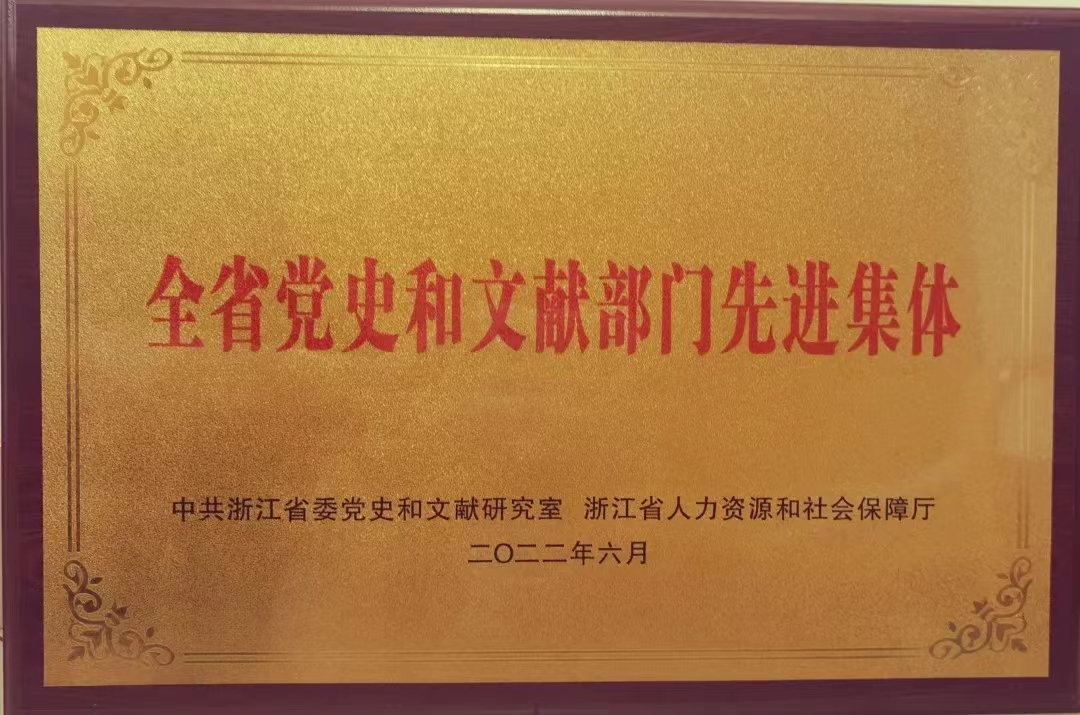 全省党史和文献部门先进集体
中共浙江省委党史和文献研究室 浙江省人力资源和社会保障厅
二〇二二年六月